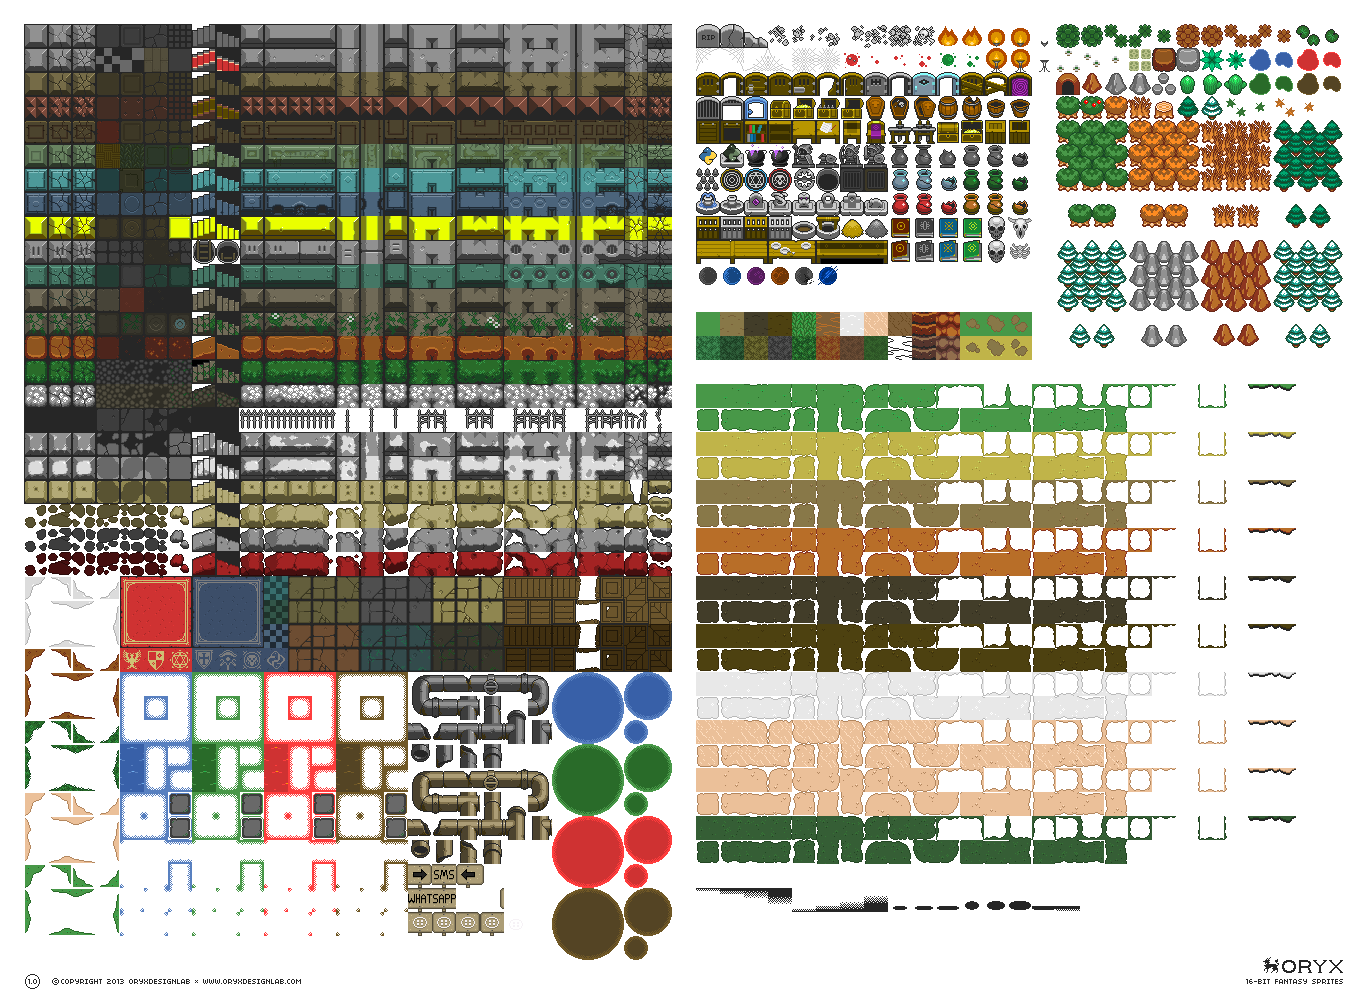 RIP
SMS
WHATSAPP
1.0 ©COPYRIGHT 2013 ORYXDESIGNLAB × WWW.ORYXDESIGNLAB.COM
ORYX
16-BIT FANTASY SPRITES